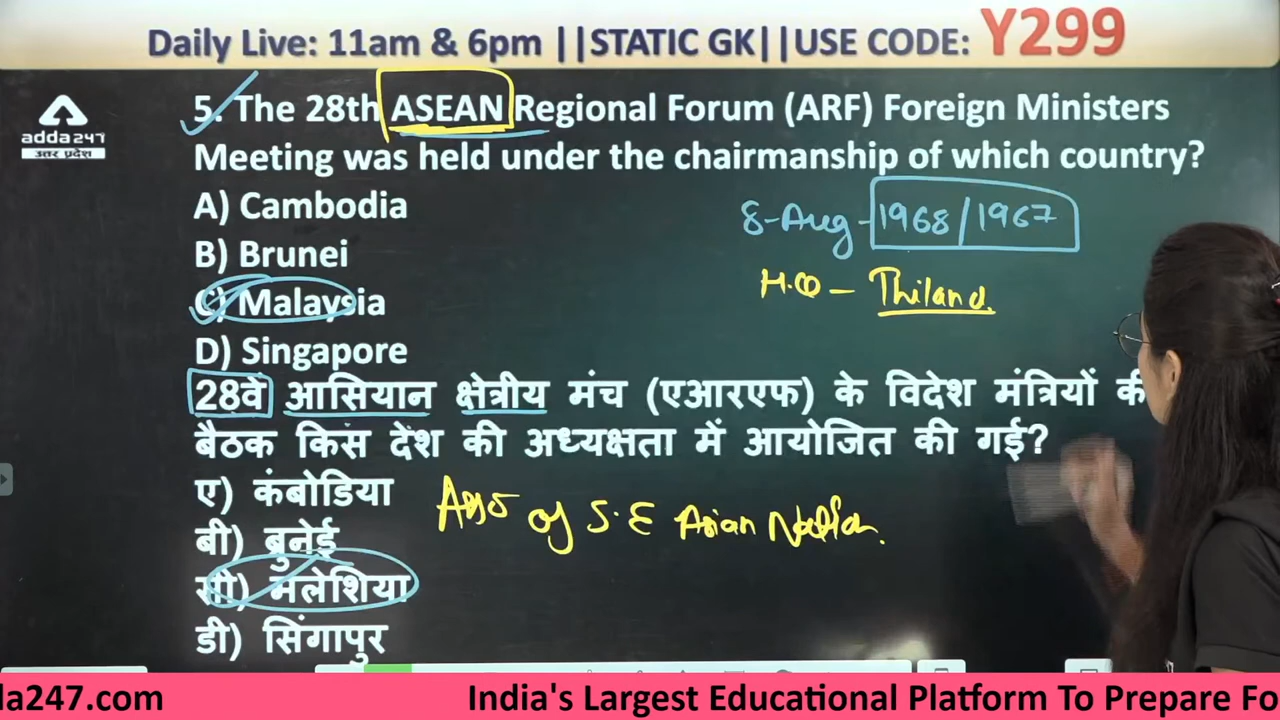 Daily Live: 11am & 6pm ||STATIC GK||USE CODE: Y299
adda247
उत्तर प्रदेश
5. The 28th ASEAN Regional Forum (ARF) Foreign Ministers
Meeting was held under the chairmanship of which country?
A) Cambodia
8-Aug-1968/1967
B) Brunei
H.Q - Thiland.
C) Malaysia
D) Singapore
28वे आसियान क्षेत्रीय मंच (एआरएफ) के विदेश मंत्रियों की
बैठक किस देश की अध्यक्षता में आयोजित की गई?
ए) कंबोडिया
of S.E Asian Nation.
बी) ब्रुनेई
सी) मलेशिया
डी) सिंगापुर
da247.com India's Largest Educational Platform To Prepare Fo